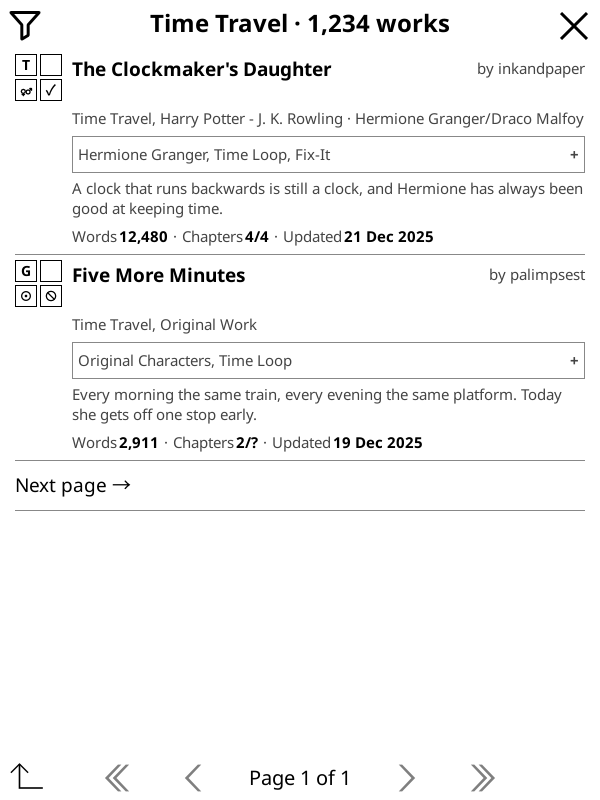 Time Travel · 1,234 works
T
The Clockmaker's Daughter
by inkandpaper
Time Travel, Harry Potter - J. K. Rowling · Hermione Granger/Draco Malfoy
Hermione Granger, Time Loop, Fix-It +
A clock that runs backwards is still a clock, and Hermione has always been
good at keeping time.
Words 12,480 · Chapters 4/4 · Updated 21 Dec 2025
G
Five More Minutes
by palimpsest
Time Travel, Original Work
Original Characters, Time Loop +
Every morning the same train, every evening the same platform. Today
she gets off one stop early.
Words 2,911 · Chapters 2/? · Updated 19 Dec 2025
Next page →
Page 1 of 1